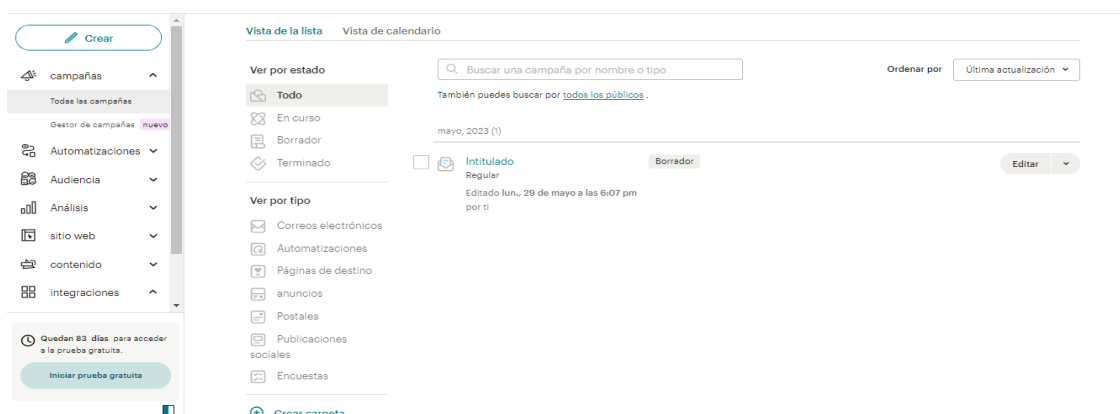 Crear
campañas
Todas las campañas
Gestor de campañas nuevo
Automatizaciones
Audiencia
Análisis
sitio web
contenido
integraciones
Quedan 83 días para acceder
a la prueba gratuita.
Iniciar prueba gratuita
Vista de la lista Vista de calendario
Ver por estado
Todo
En curso
Borrador
Terminado
Ver por tipo
Correos electrónicos
Automatizaciones
Páginas de destino
anuncios
Postales
Publicaciones
sociales
Encuestas
Crear carpeta
Buscar una campaña por nombre o tipo
Ordenar por Última actualización
También puedes buscar por todos los públicos .
mayo, 2023 (1)
Intitulado Borrador Editar
Regular
Editado lun., 29 de mayo a las 6:07 pm
por ti